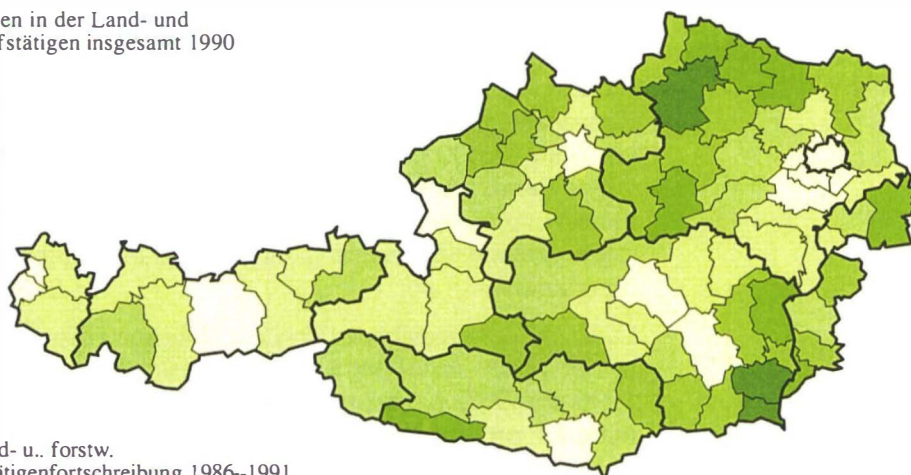 en in der Land- und
fstätigen insgesamt 1990
d- u.. forstw.
ätigenfortschreibung 1986--1991